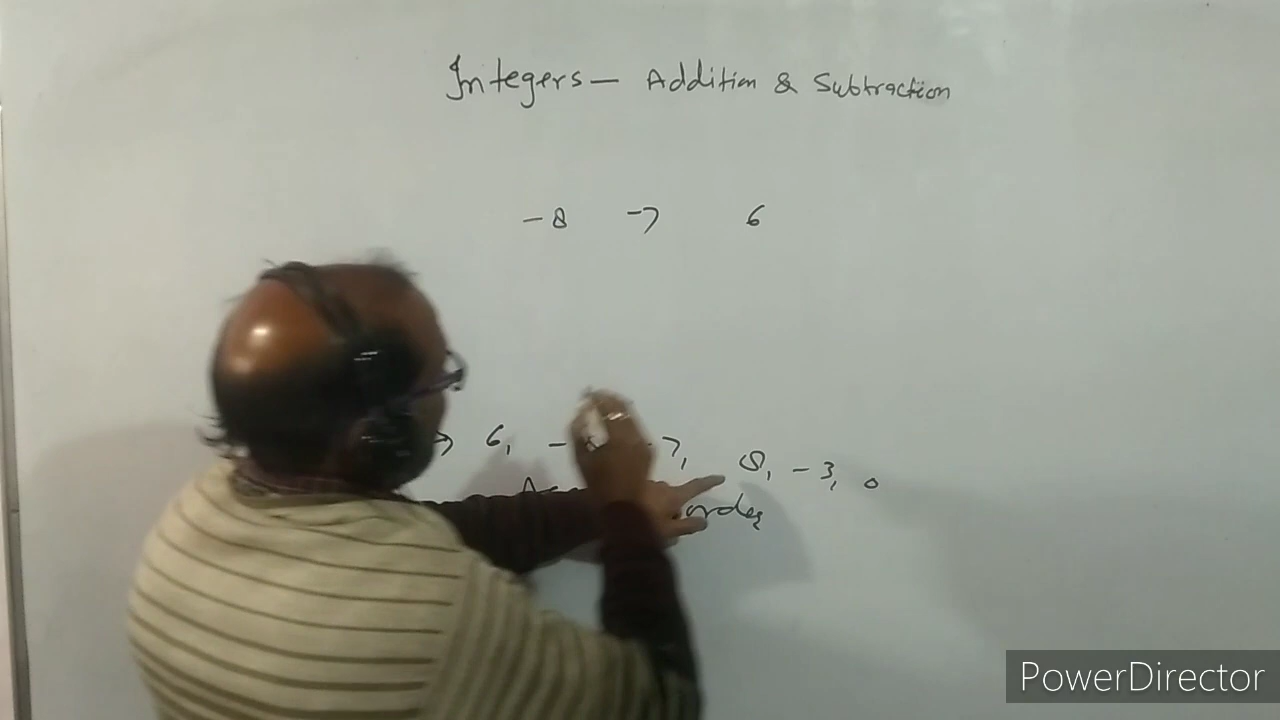 Integers — Addition & Subtraction
-8 -7 6
6, - 7, 8, -3, 0
order
PowerDirector